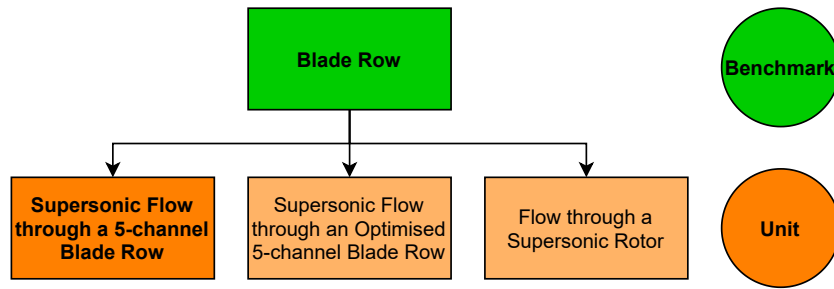 Blade Row
Benchmark
Supersonic Flow
through a 5-channel
Blade Row
Supersonic Flow
through an Optimised
5-channel Blade Row
Flow through a
Supersonic Rotor
Unit